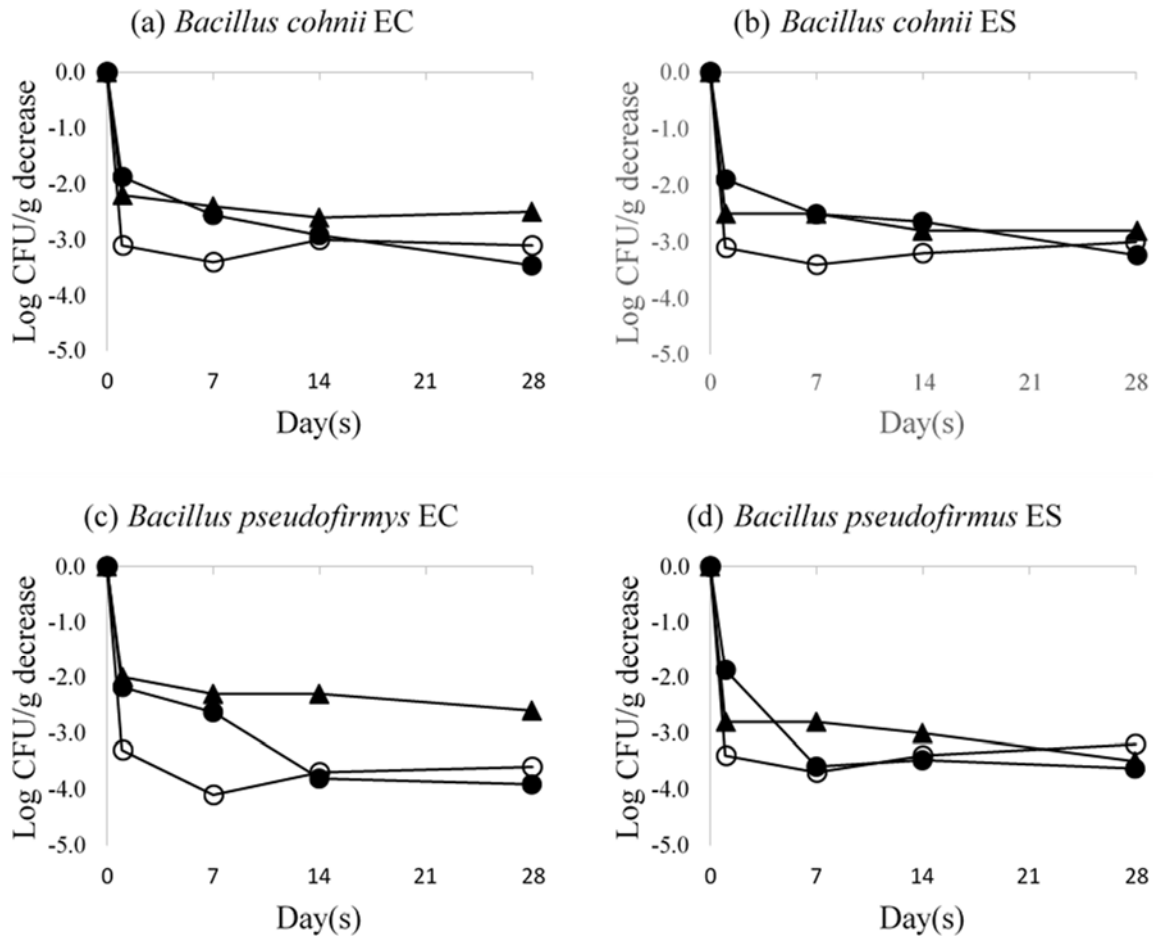 (a) Bacillus cohnii EC
0.0
-1.0
-2.0
-3.0
-4.0
-5.0
Log CFU/g decrease
0 7 14 21 28
Day(s)
(b) Bacillus cohnii ES
0.0
-1.0
-2.0
-3.0
-4.0
-5.0
Log CFU/g decrease
0 7 14 21 28
Day(s)
(c) Bacillus pseudofirmys EC
0.0
-1.0
-2.0
-3.0
-4.0
-5.0
Log CFU/g decrease
0 7 14 21 28
Day(s)
(d) Bacillus pseudofirmus ES
0.0
-1.0
-2.0
-3.0
-4.0
-5.0
Log CFU/g decrease
0 7 14 21 28
Day(s)